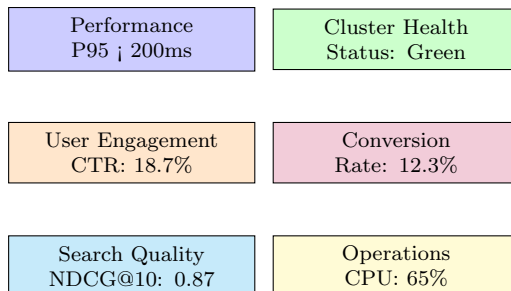 Performance
P95 ¡ 200ms
Cluster Health
Status: Green
User Engagement
CTR: 18.7%
Conversion
Rate: 12.3%
Search Quality
NDCG@10: 0.87
Operations
CPU: 65%